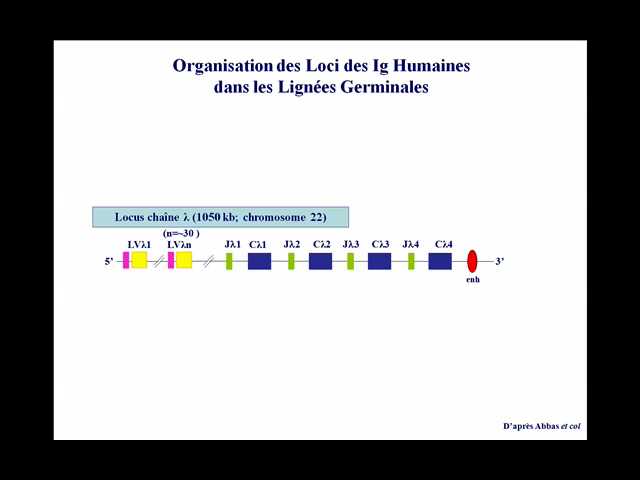 Organisation des Loci des Ig Humaines
dans les Lignées Germinales
Locus chaîne λ (1050 kb; chromosome 22)
(n=~30 )
LVλ1 LVλn Jλ1 Cλ1 Jλ2 Cλ2 Jλ3 Cλ3 Jλ4 Cλ4
5’ 3’
enh
D’après Abbas et col